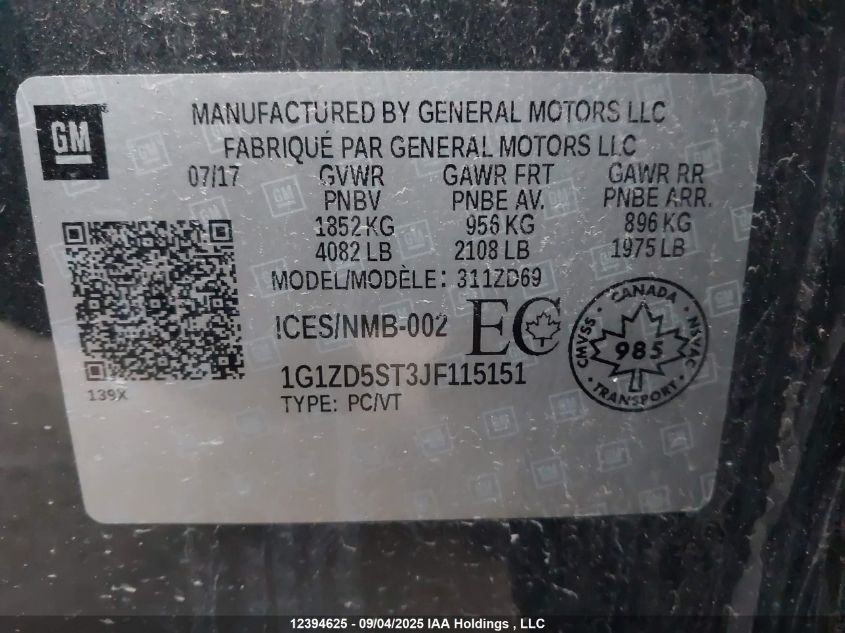 GM
MANUFACTURED BY GENERAL MOTORS LLC
FABRIQUÉ PAR GENERAL MOTORS LLC
07/17 GVWR GAWR FRT GAWR RR
PNBV PNBE AV. PNBE ARR.
1852 KG 956 KG 896 KG
4082 LB 2108 LB 1975 LB
MODEL/MODÈLE: 311ZD69
ICES/NMB-002 EC
CANADA
CMVSS 985 NSVAC
TRANSPORT
1G1ZD5ST3JF115151
139X
TYPE: PC/VT
12394625 - 09/04/2025 IAA Holdings , LLC